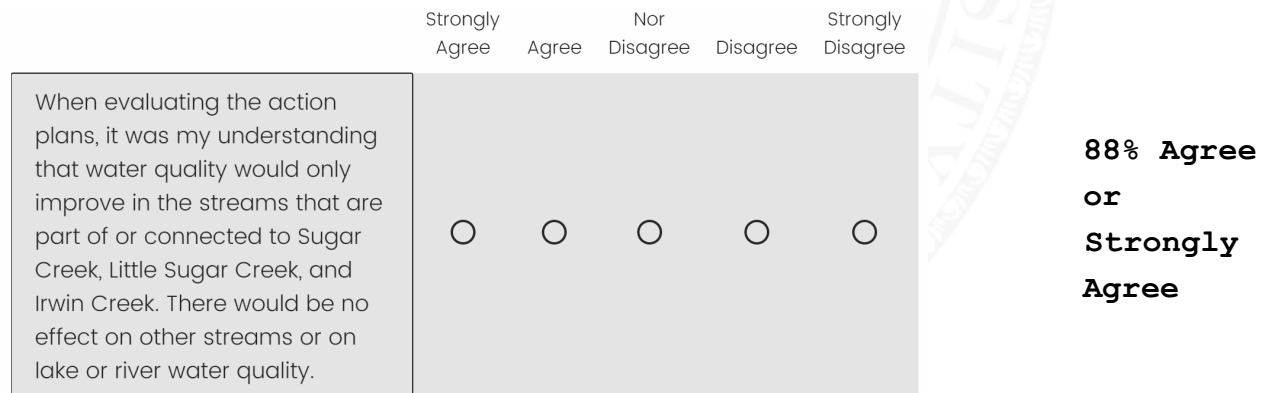 Strongly Nor Strongly
Agree Agree Disagree Disagree Disagree
When evaluating the action
plans, it was my understanding
that water quality would only
improve in the streams that are
part of or connected to Sugar
Creek, Little Sugar Creek, and
Irwin Creek. There would be no
effect on other streams or on
lake or river water quality.
88% Agree
or
Strongly
Agree